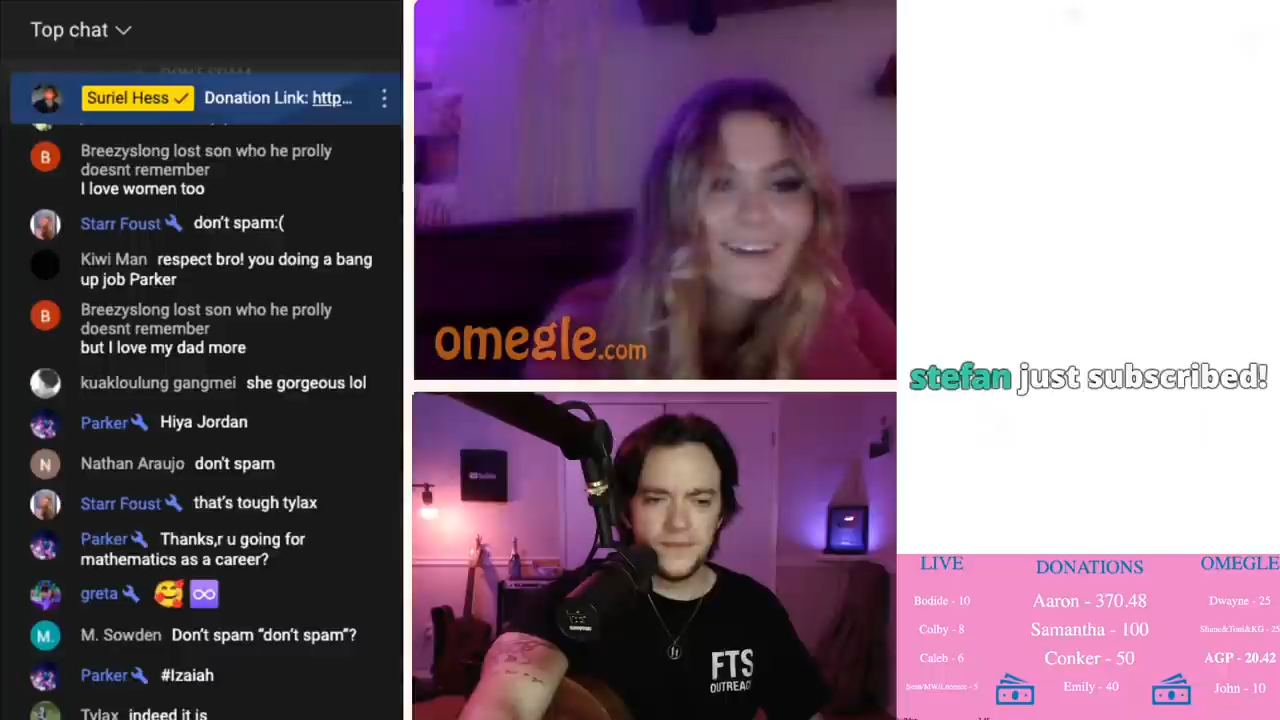 Top chat
Suriel Hess Donation Link: http...
Breezyslong lost son who he prolly
doesnt remember
I love women too
Starr Foust don't spam:(
Kiwi Man respect bro! you doing a bang
up job Parker
Breezyslong lost son who he prolly
doesnt remember
but I love my dad more
kuakloulung gangmei she gorgeous lol
Parker Hiya Jordan
N Nathan Araujo don't spam
Starr Foust that's tough tylax
Parker Thanks,r u going for
mathematics as a career?
greta
M. M. Sowden Don't spam “don't spam”?
Parker #Izaiah
Tylax indeed it is
omegle.com
FTS
OUTREACH
stefan just subscribed!
LIVE
Bodide - 10
Colby - 8
Caleb - 6
DONATIONS
Aaron - 370.48
Samantha - 100
Conker - 50
Emily - 40
OMEGLE
Dwayne - 25
AGP - 20.42
John - 10